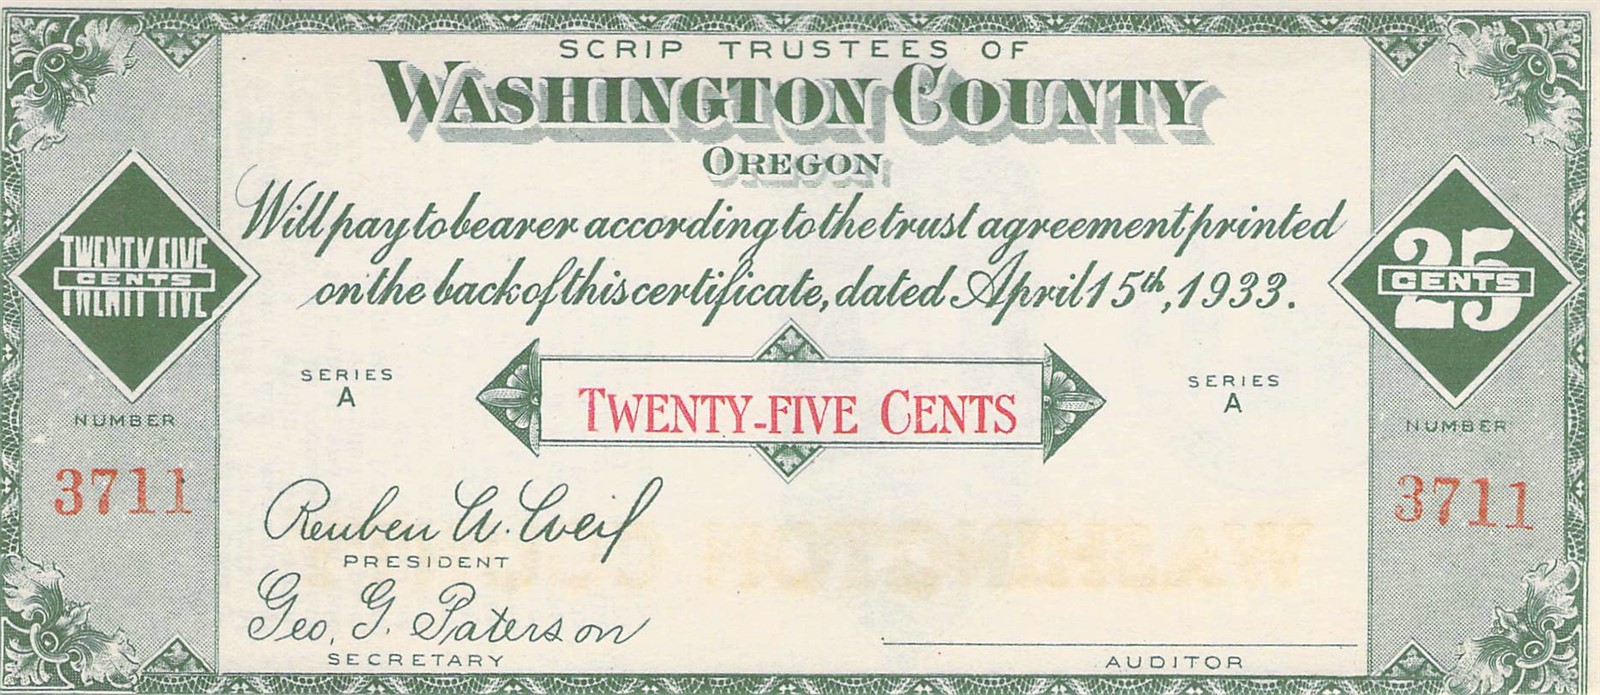 SCRIP TRUSTEES OF
WASHINGTON COUNTY
OREGON
Will pay to bearer according to the trust agreement printed
on the back of this certificate, dated April 15th, 1933.
TWENTY FIVE
CENTS
TWENTY FIVE
25
CENTS
SERIES
A
TWENTY-FIVE CENTS
SERIES
A
NUMBER
3711
NUMBER
3711
Reuben W. Weil
PRESIDENT
Geo. G. Paterson
SECRETARY
AUDITOR